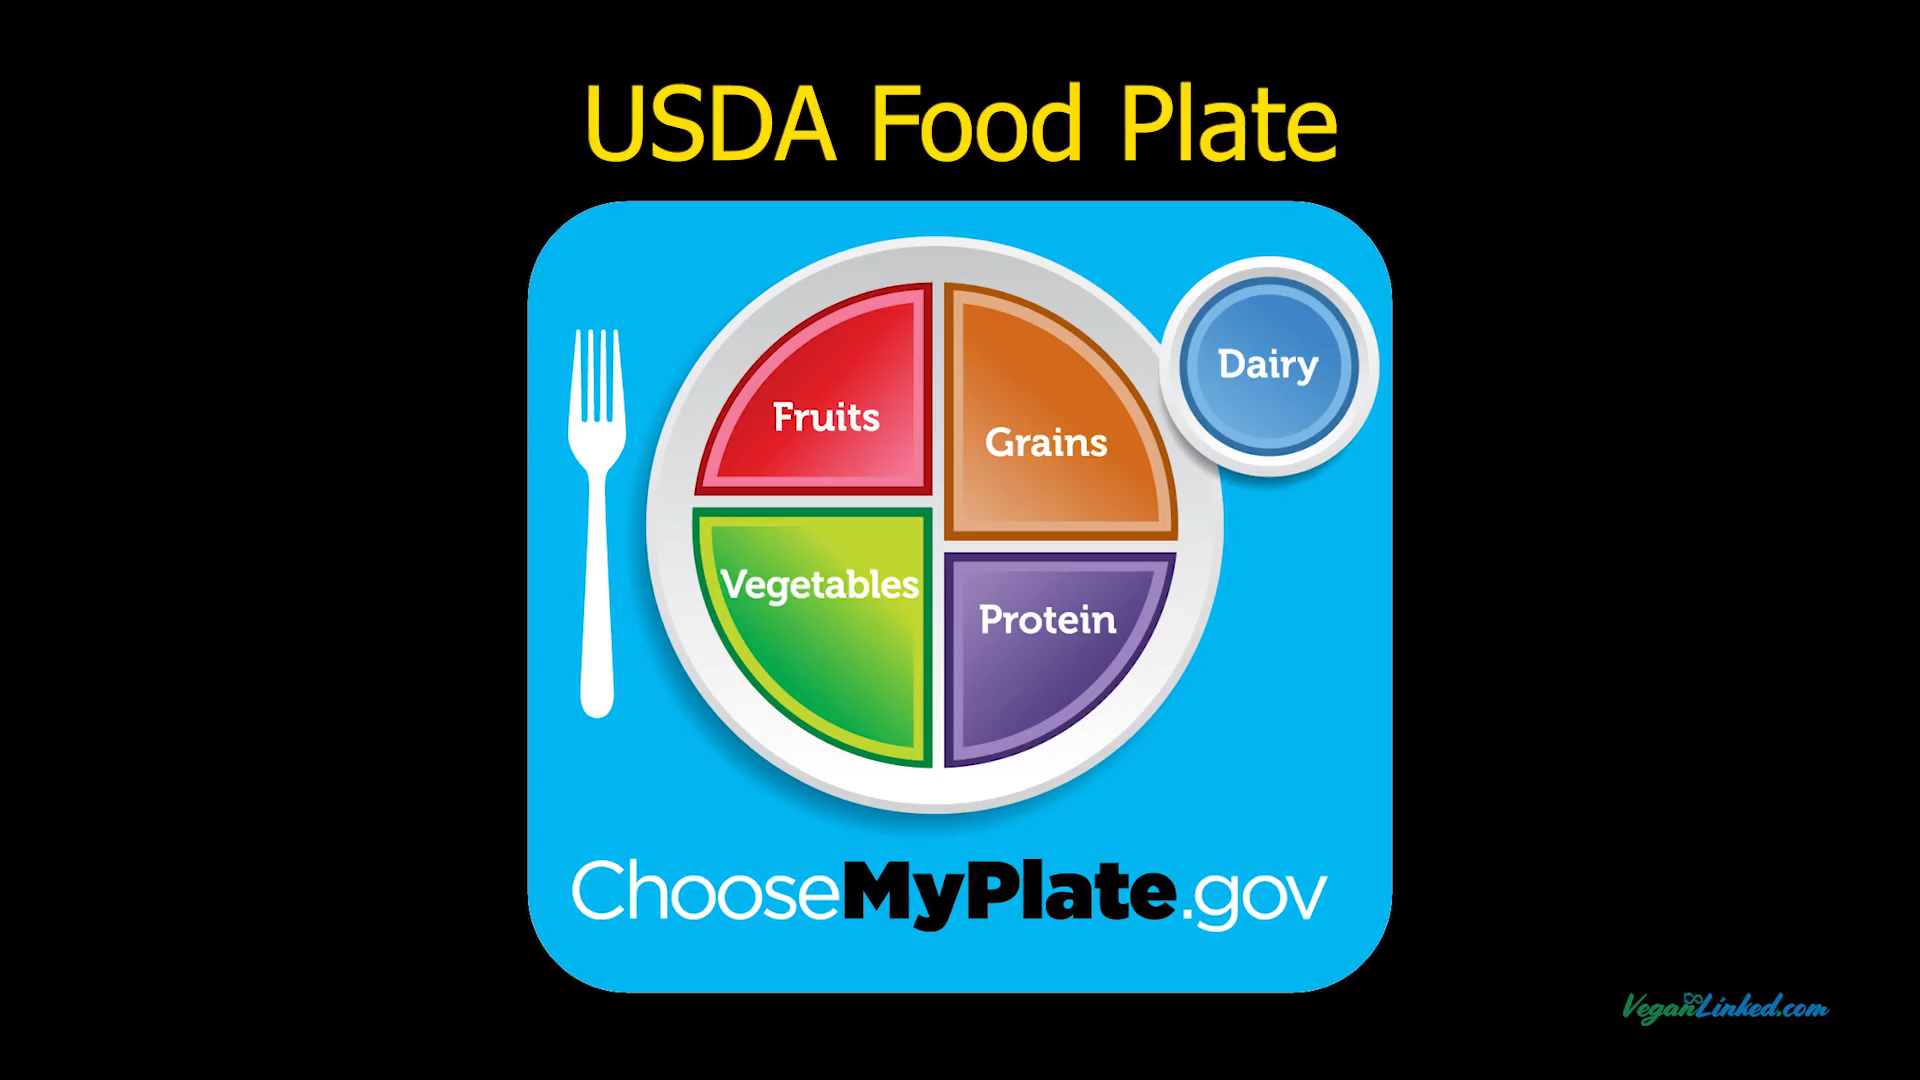 USDA Food Plate
Dairy
Fruits
Grains
Vegetables
Protein
ChooseMyPlate.gov
VeganLinked.com